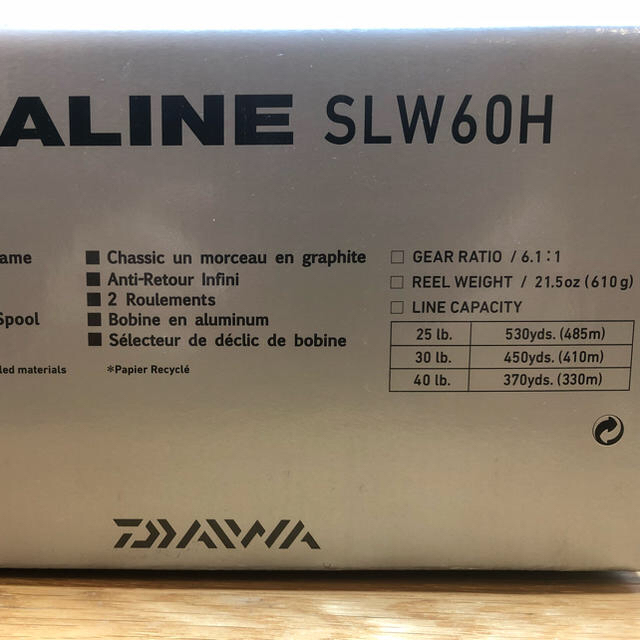 ALINE SLW60H
ame
Spool
led materials
■ Chassic un morceau en graphite
■ Anti-Retour Infini
■ 2 Roulements
■ Bobine en aluminum
■ Sélecteur de déclic de bobine
*Papier Recyclé
□ GEAR RATIO / 6.1:1
□ REEL WEIGHT / 21.5oz (610g)
□ LINE CAPACITY
25 lb. 530yds. (485m)
30 lb. 450yds. (410m)
40 lb. 370yds. (330m)
DAIWA